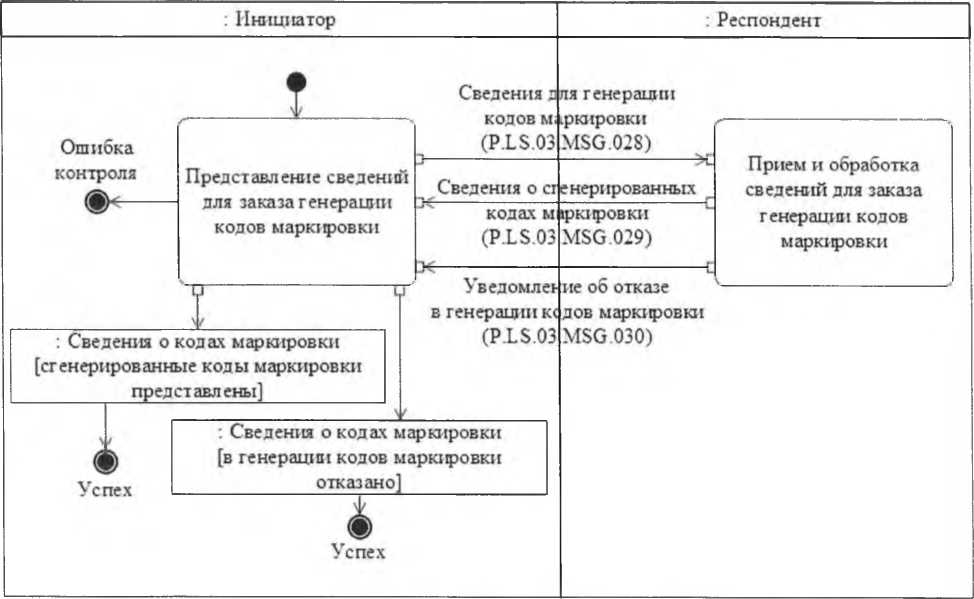 : Инициатор
: Респондент
Ошибка
контроля
Представление сведений
для заказа генерации
кодов маркировки
Сведения для генерации
кодов маркировки
(P.LS.03.MSG.028)
Сведения о сгенерированных
кодах маркировки
(P.LS.03.MSG.029)
Уведомление об отказе
в генерации кодов маркировки
(P.LS.03.MSG.030)
Прием и обработка
сведений для заказа
генерации кодов
маркировки
: Сведения о кодах маркировки
[сгенерированные коды маркировки
представлены]
Успех
: Сведения о кодах маркировки
[в генерации кодов маркировки
отказано]
Успех